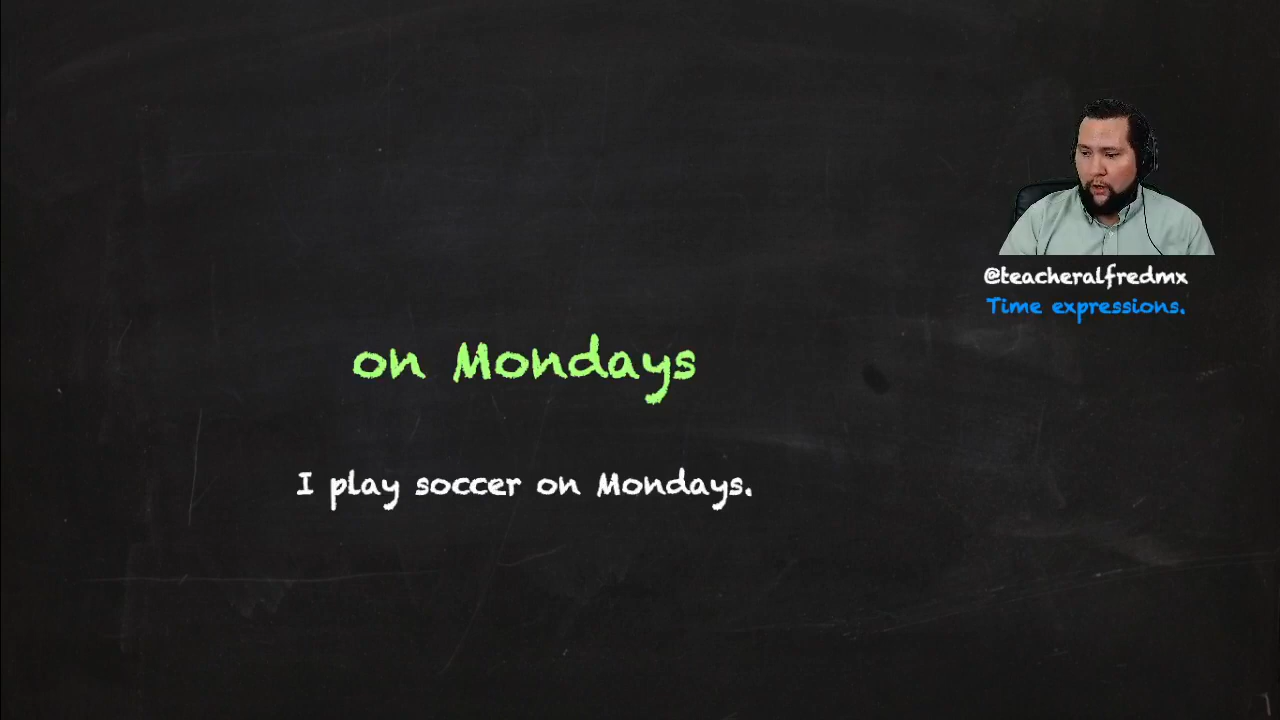 @teacheralfredmx
Time expressions.
on Mondays
I play soccer on Mondays.